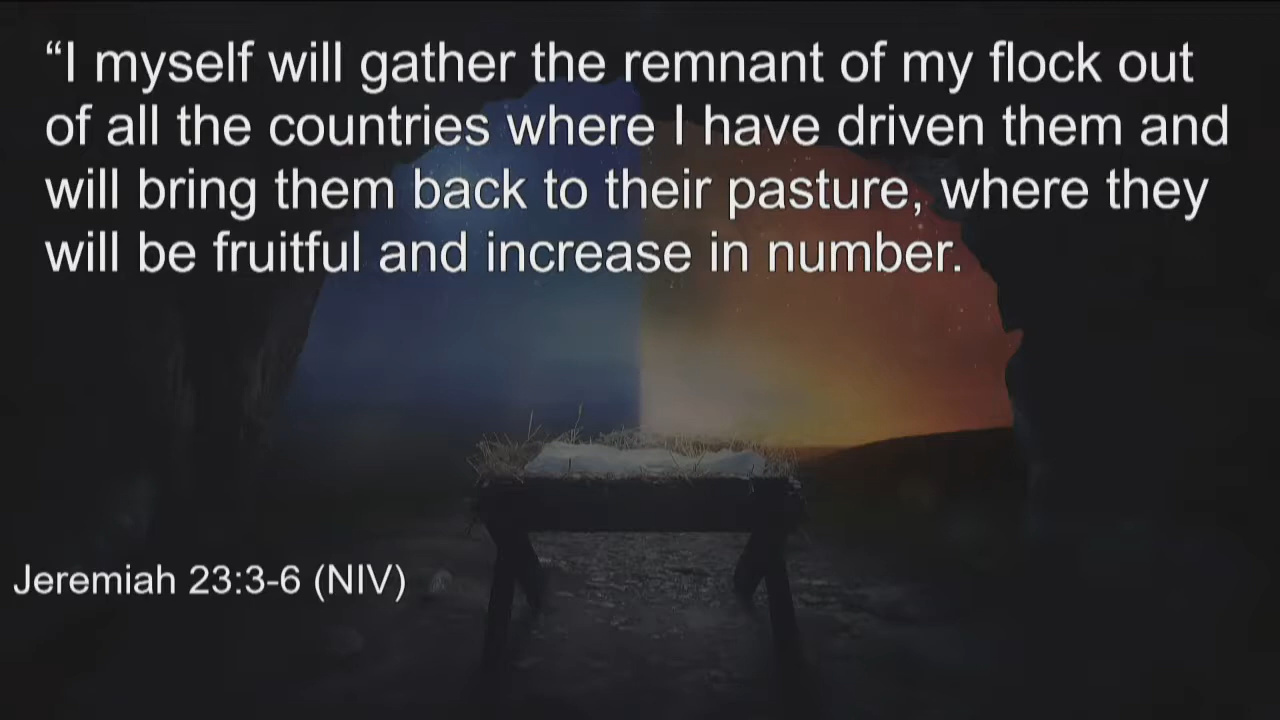 “I myself will gather the remnant of my flock out
of all the countries where I have driven them and
will bring them back to their pasture, where they
will be fruitful and increase in number.
Jeremiah 23:3-6 (NIV)